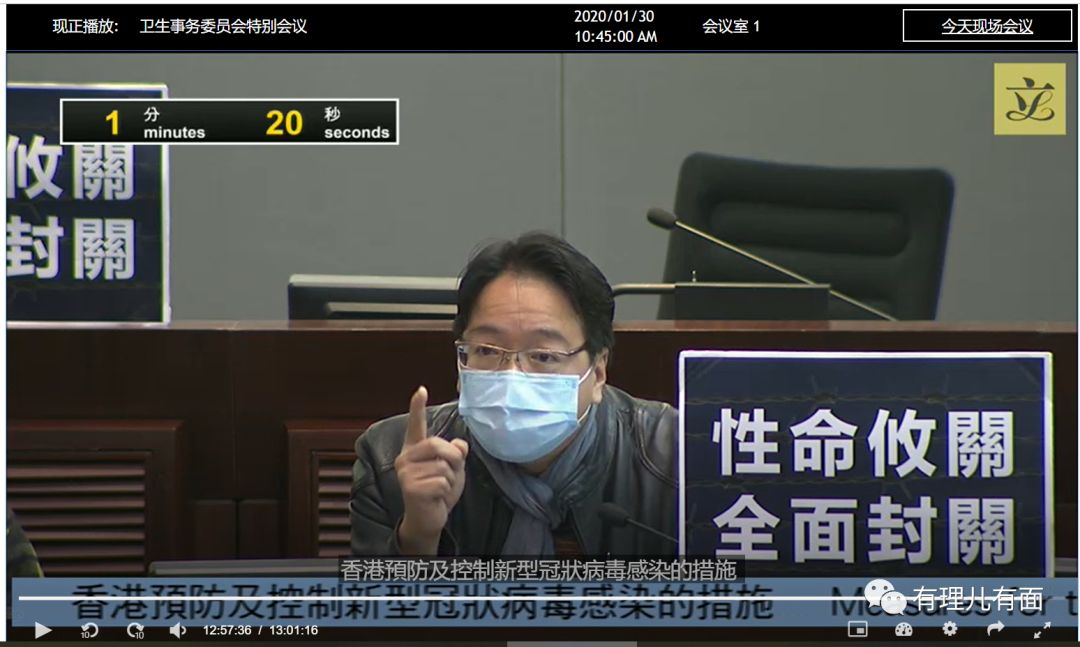 现正播放: 卫生事务委员会特别会议
2020/01/30
10:45:00 AM
会议室 1
今天现场会议
1 分 minutes 20 秒 seconds
立
攸關
封關
性命攸關
全面封關
香港預防及控制新型冠狀病毒感染的措施
香港預防及控制新型冠狀病毒感染的措施 Measures for t
有理儿有面
10 10 12:57:36 / 13:01:16